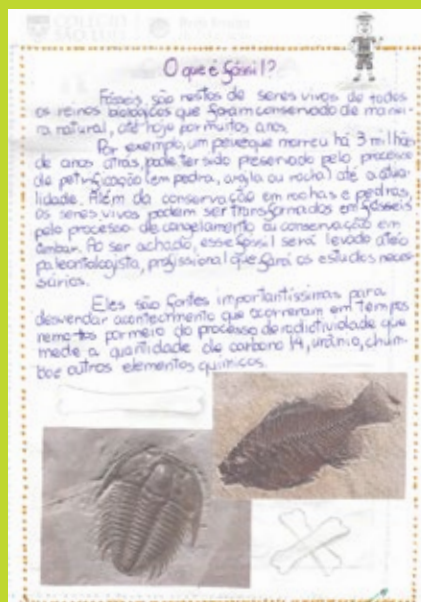 COLÉGIO
SÃO LUÍS
O que é fóssil?
Fósseis são restos de seres vivos de todos
os reinos biológicos que foram conservado de manei-
ra natural, até hoje por muitos anos.
Por exemplo, um peixe que morreu há 3 milhões
de anos atrás, pode ter sido preservado pelo processo
de petrificação (em pedra, argila ou rocha) até a atua-
lidade. Além da conservação em rochas e pedras,
os seres vivos podem ser transformados em fósseis
pelo processo de congelamento ou conservação em
âmbar. Ao ser achado, esse fóssil será levado até o
paleontologista, profissional que fará os estudos neces-
sários.
Eles são fontes importantíssimas para
desvendar acontecimento que ocorreram em tempos
remotos por meio do processo de radiotividade que
mede a quantidade de carbono 14, urânio, chum-
bo e outros elementos químicos.